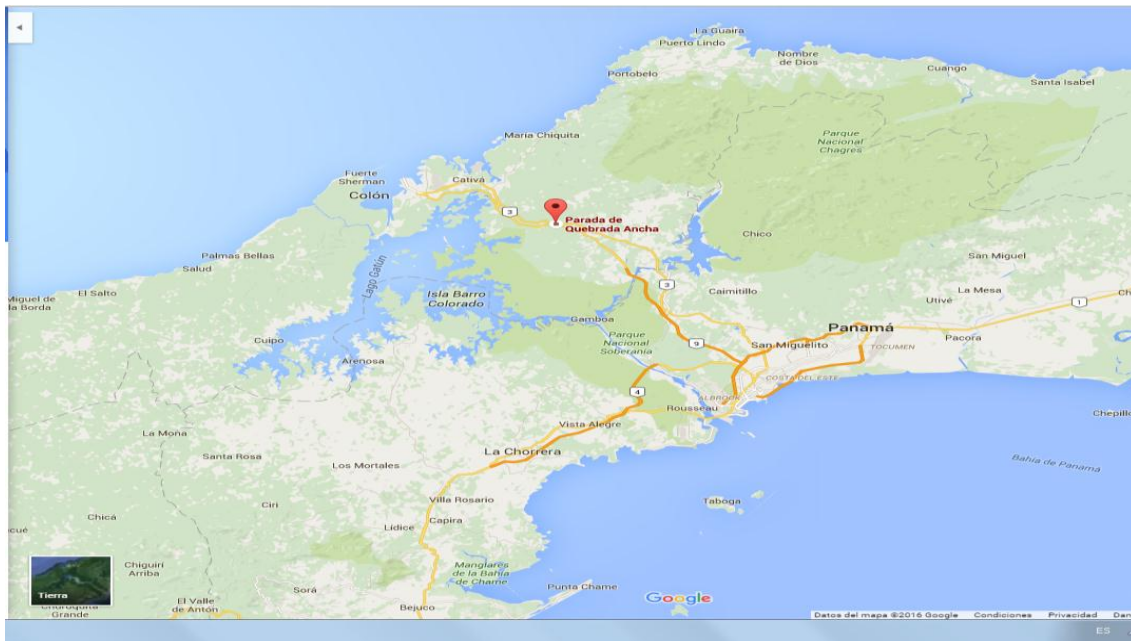 La Guaira
Puerto Lindo
Nombre
de Dios
Cuango
Santa Isabel
Portobelo
María Chiquita
Parque
Nacional
Chagres
Fuerte
Sherman
Cativá
Colón
3
Parada de
Quebrada Ancha
Chico
Palmas Bellas
Salud
Lago Gatún
San Miguel
Miguel de
la Borda
El Salto
Isla Barro
Colorado
3
Caimitillo
La Mesa
Utivé
1
Gamboa
Cuipo
Parque
Nacional
Soberanía
9
Panamá
San Miguelito
TOCUMEN
Pacora
Arenosa
COSTA DEL ESTE
4
ALBROOK
Rousseau
Chepillo
Vista Alegre
La Mona
La Chorrera
Santa Rosa
Los Mortales
Bahía de Panamá
Villa Rosario
Taboga
Ciri
Chicá
Lídice
Capira
Chiguirí
Arriba
Manglares
de la Bahía
de Chame
Sorá
Punta Chame
Tierra
El Valle
de Antón
Grande
Bejuco
Google
Datos del mapa ©2016 Google
Condiciones
Privacidad
ES